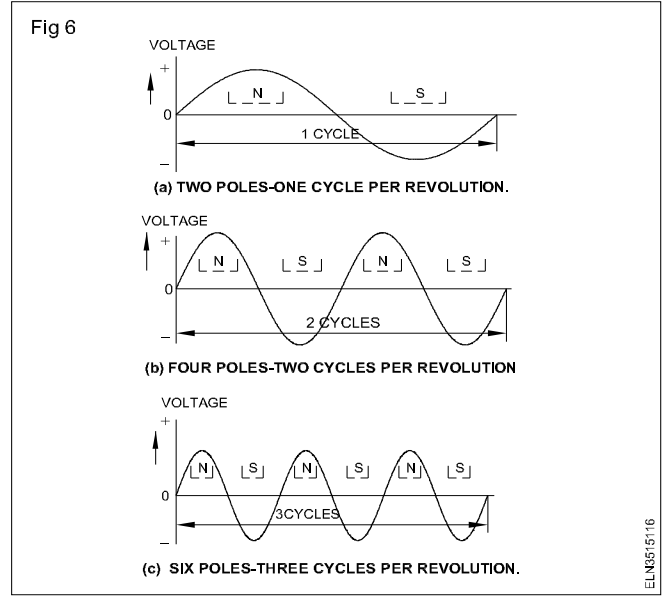 Fig 6
VOLTAGE
+
N S
0
1 CYCLE
–
(a) TWO POLES-ONE CYCLE PER REVOLUTION.
VOLTAGE
+
N S N S
0
2 CYCLES
–
(b) FOUR POLES-TWO CYCLES PER REVOLUTION
VOLTAGE
+
N S N S N S
0
3CYCLES
–
(c) SIX POLES-THREE CYCLES PER REVOLUTION.
ELN3515116